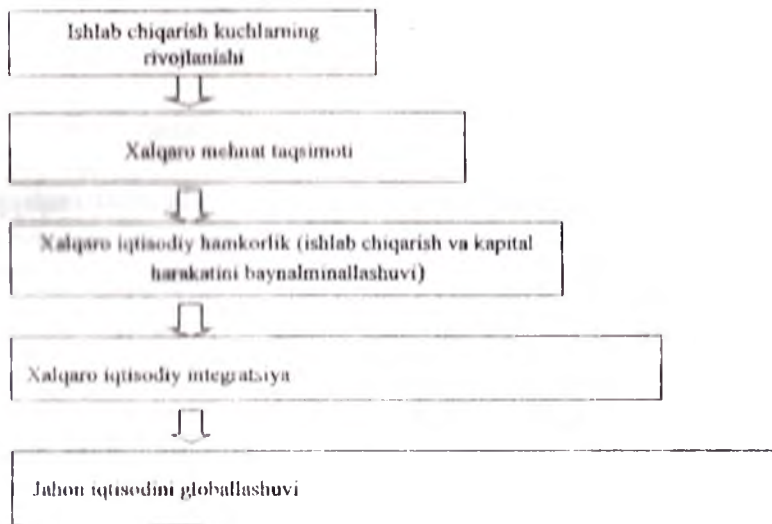 Ishlab chiqarish kuchlarning
rivojlanishi
Xalqaro mehnat taqsimoti
Xalqaro iqtisodiy hamkorlik (ishlab chiqarish va kapital
harakatini baynalminallashuvi)
Xalqaro iqtisodiy integratsiya
Jahon iqtisodini globallashuvi